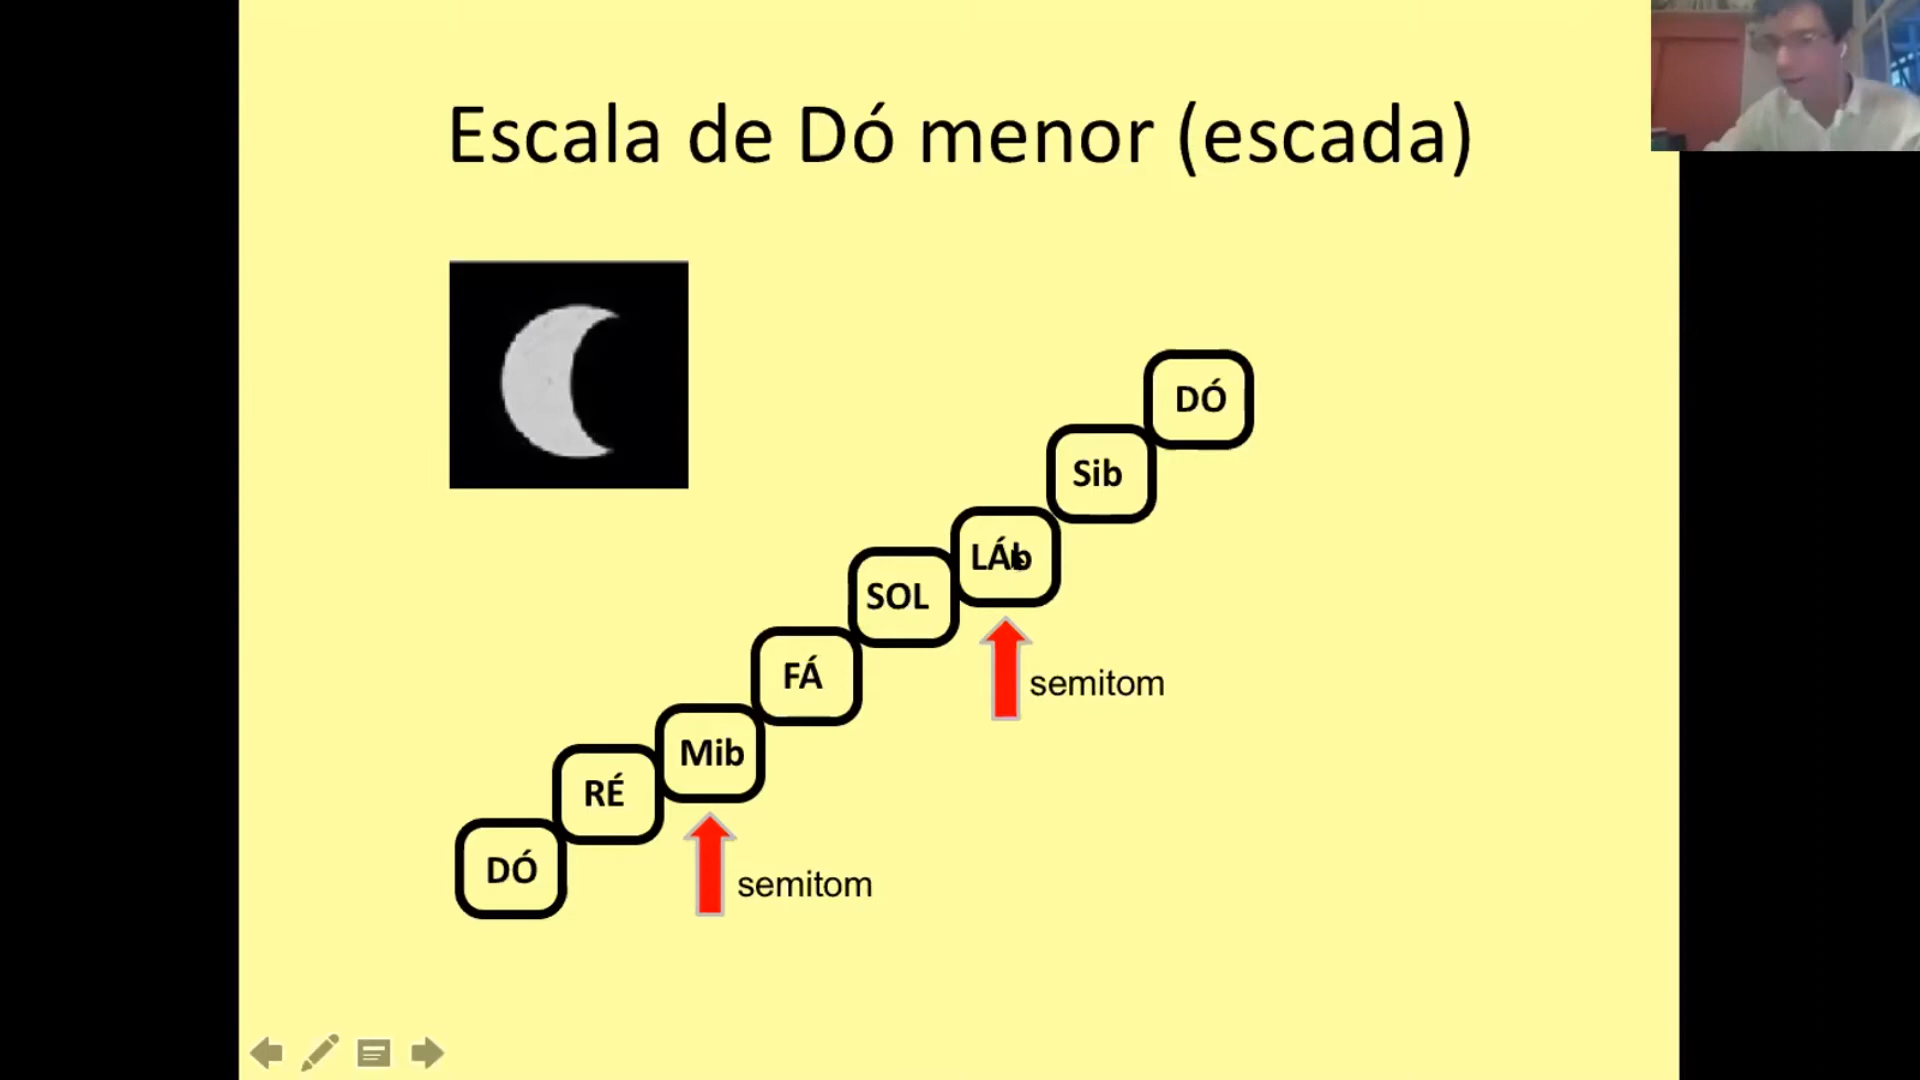 Escala de Dó menor (escada)
DÓ
Sib
LÁb
SOL
semitom
FÁ
Mib
RÉ
DÓ
semitom